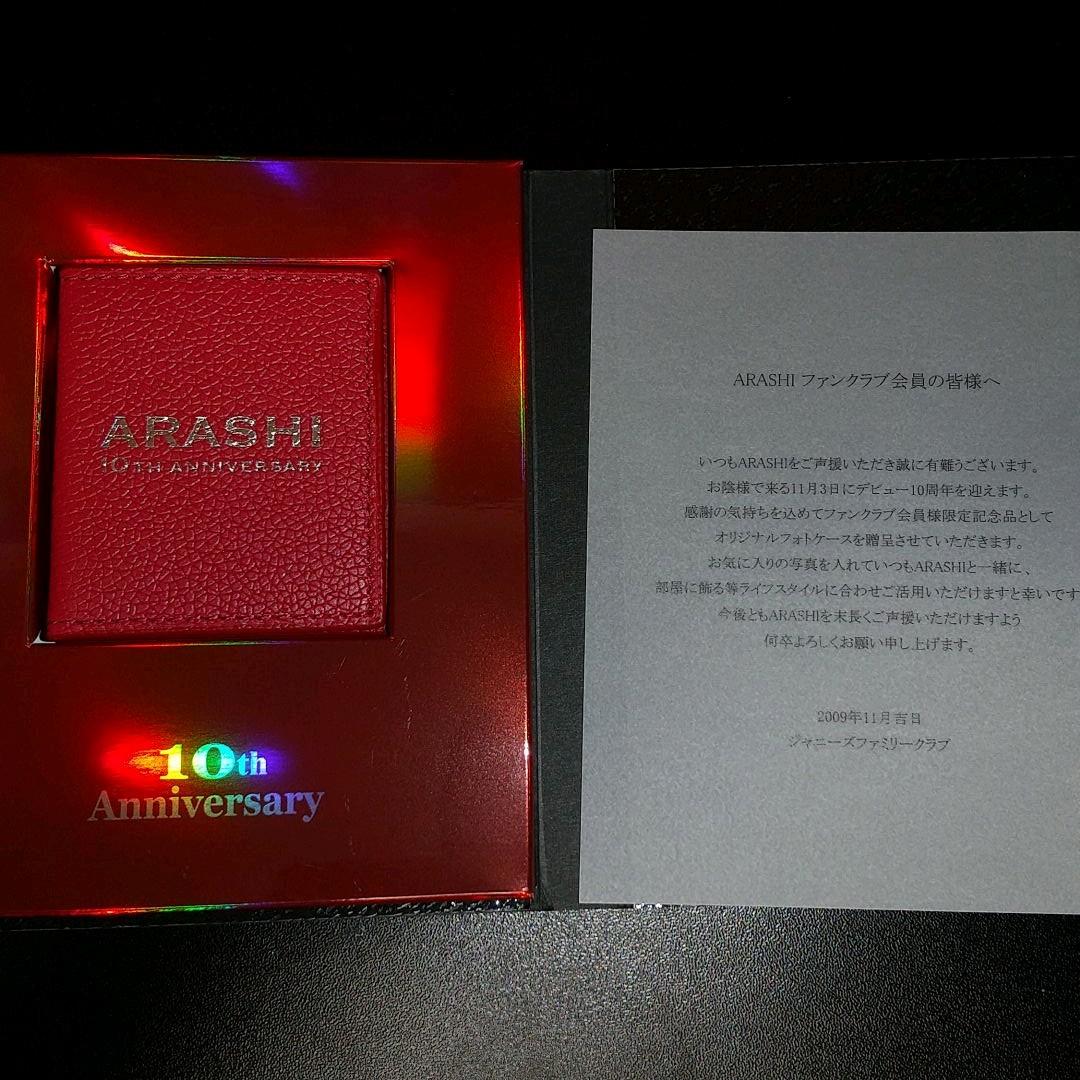 ARASHI
10TH ANNIVERSARY
10th
Anniversary
ARASHI ファンクラブ会員の皆様へ
いつもARASHIをご声援いただき誠に有難うございます。
お陰様で来る11月3日にデビュー10周年を迎えます。
感謝の気持ちを込めてファンクラブ会員様限定記念品として
オリジナルフォトケースを贈呈させていただきます。
お気に入りの写真を入れていつもARASHIと一緒に、
部屋に飾る等ライフスタイルに合わせご活用いただけますと幸いです
今後ともARASHIを末長くご声援いただけますよう
何卒よろしくお願い申し上げます。
2009年11月吉日
ジャニーズファミリークラブ